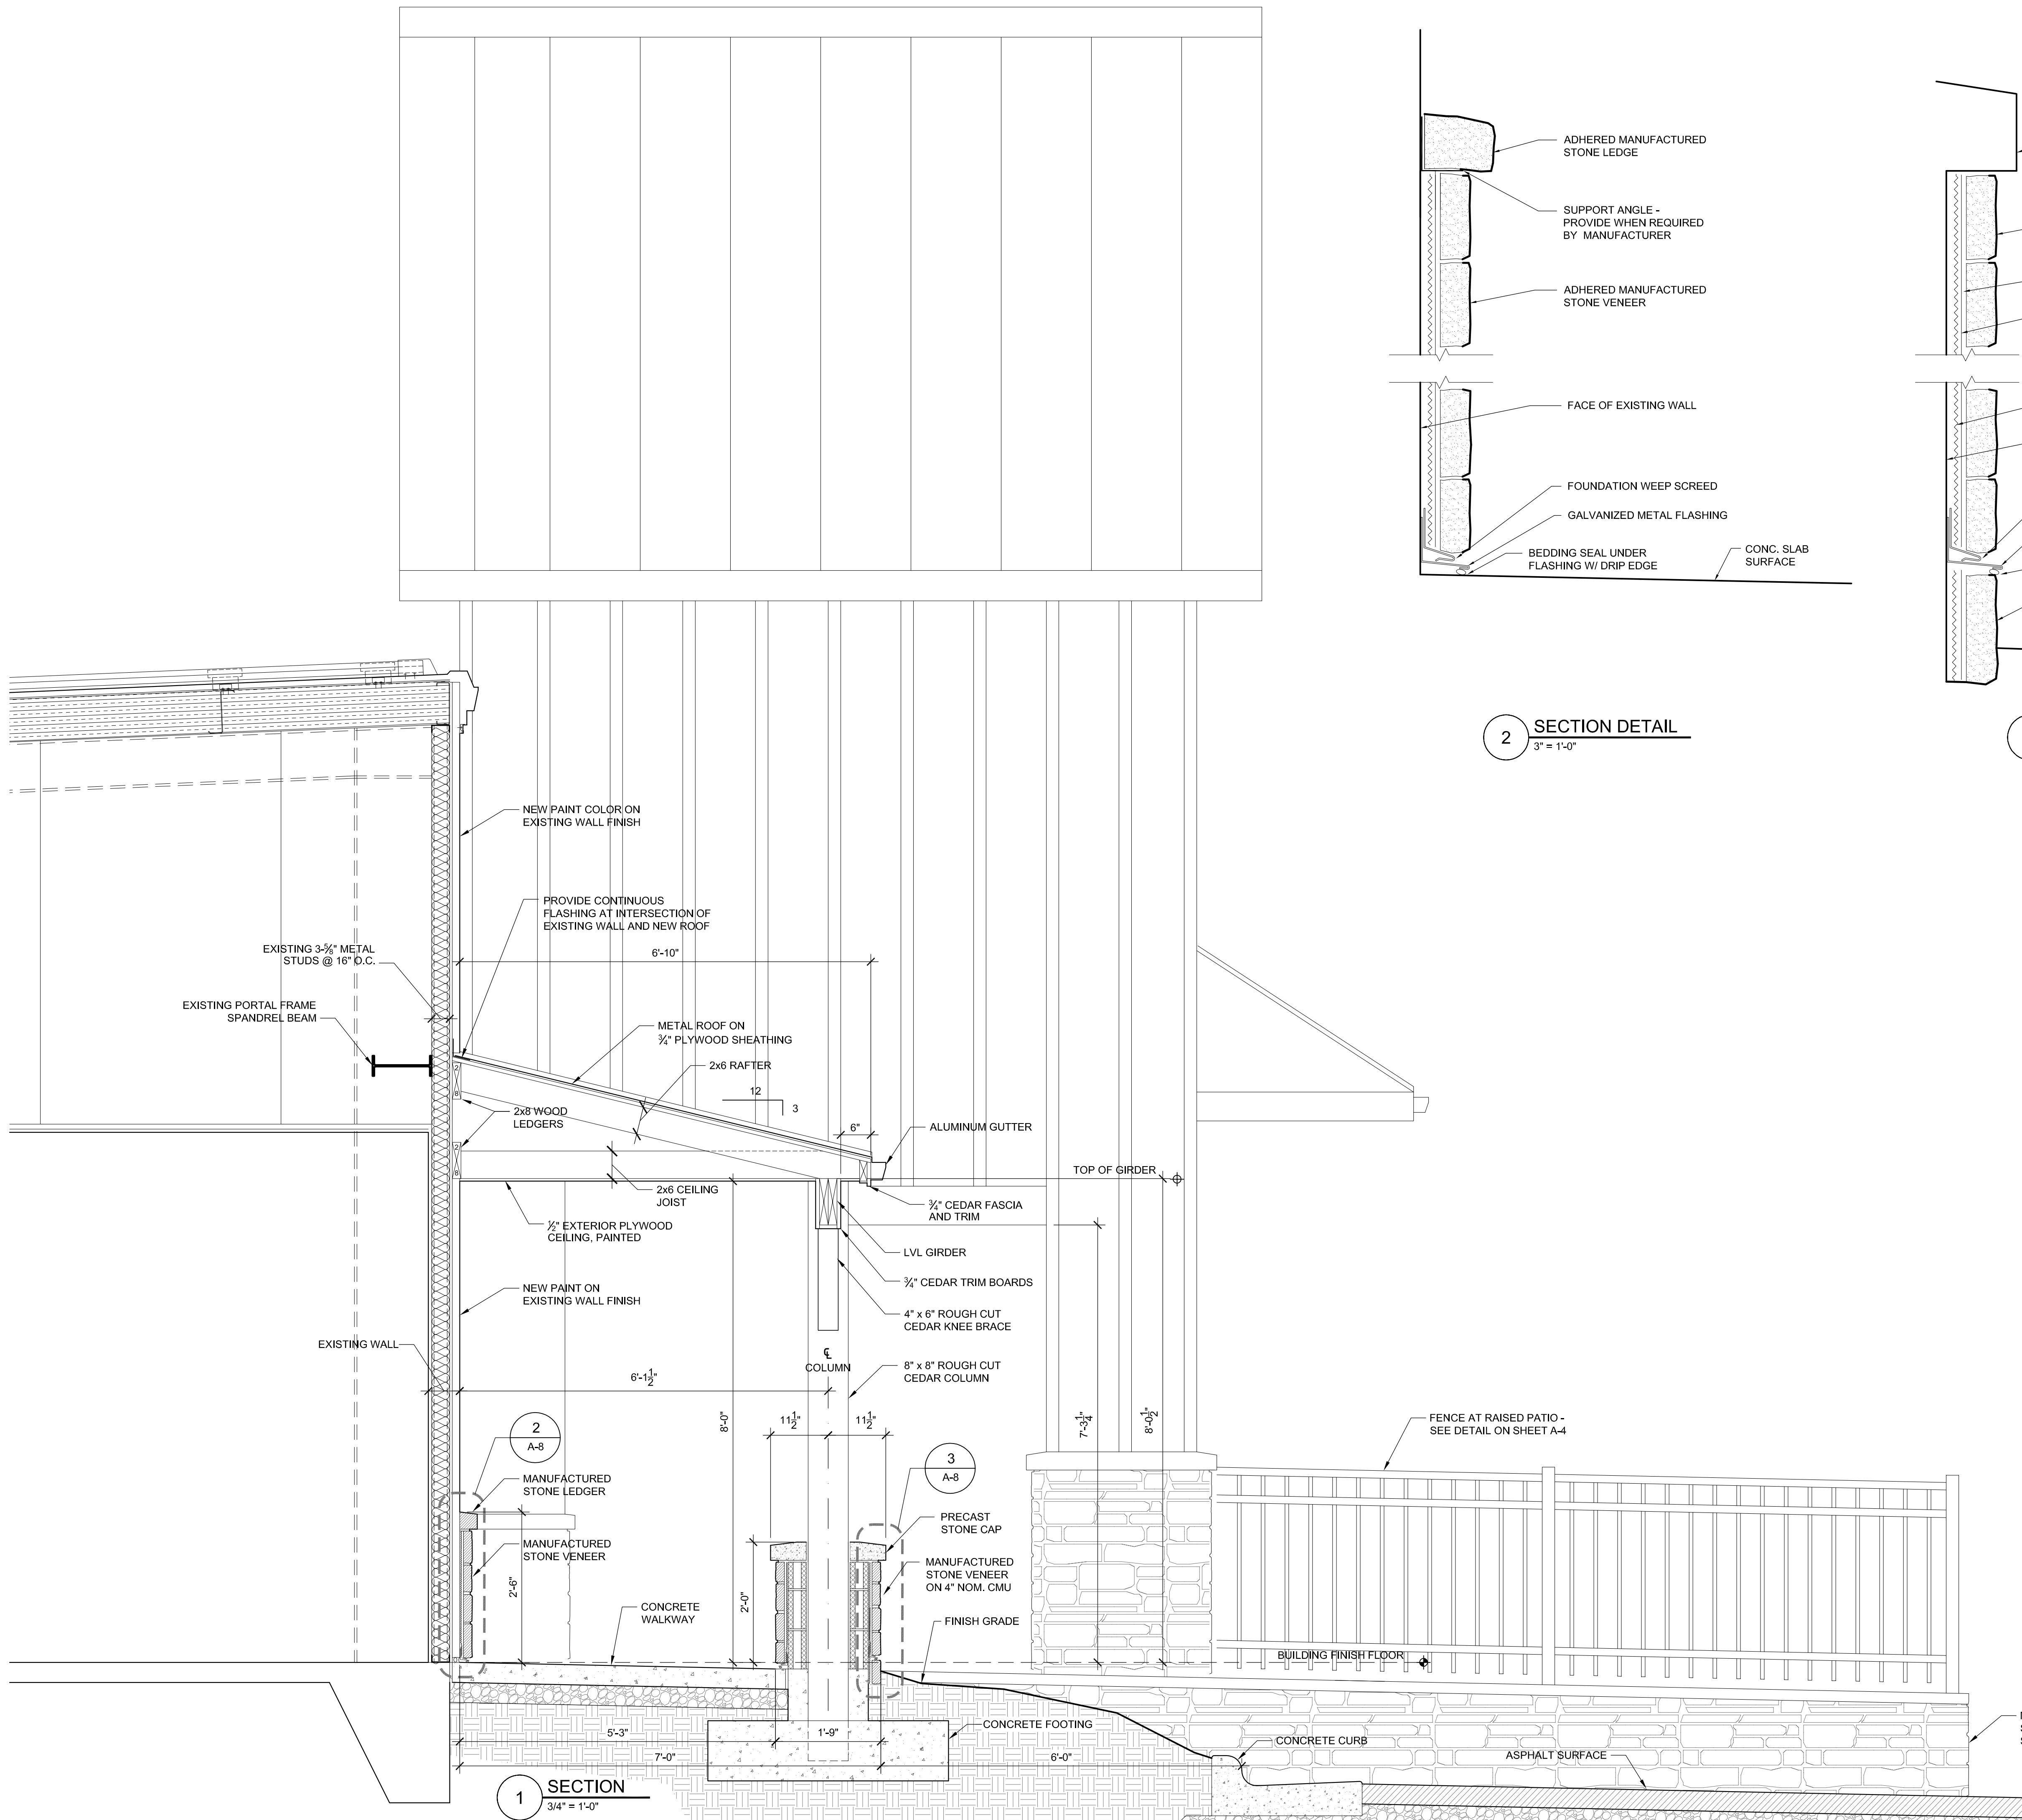 ADHERED MANUFACTURED
STONE LEDGE
SUPPORT ANGLE -
PROVIDE WHEN REQUIRED
BY MANUFACTURER
ADHERED MANUFACTURED
STONE VENEER
FACE OF EXISTING WALL
FOUNDATION WEEP SCREED
GALVANIZED METAL FLASHING
BEDDING SEAL UNDER
FLASHING W/ DRIP EDGE
CONC. SLAB
SURFACE
2
SECTION DETAIL
3" = 1'-0"
NEW PAINT COLOR ON
EXISTING WALL FINISH
PROVIDE CONTINUOUS
FLASHING AT INTERSECTION OF
EXISTING WALL AND NEW ROOF
EXISTING 3-⅝" METAL
STUDS @ 16" O.C.
6'-10"
EXISTING PORTAL FRAME
SPANDREL BEAM
METAL ROOF ON
¾" PLYWOOD SHEATHING
2x6 RAFTER
12
3
2
8
2x8 WOOD
LEDGERS
6"
ALUMINUM GUTTER
2
8
TOP OF GIRDER
2x6 CEILING
JOIST
¾" CEDAR FASCIA
AND TRIM
½" EXTERIOR PLYWOOD
CEILING, PAINTED
LVL GIRDER
¾" CEDAR TRIM BOARDS
NEW PAINT ON
EXISTING WALL FINISH
4" x 6" ROUGH CUT
CEDAR KNEE BRACE
EXISTING WALL
℄
COLUMN
8" x 8" ROUGH CUT
CEDAR COLUMN
6'-1½"
8'-0"
11½"
11½"
7'-3¼"
8'-0½"
FENCE AT RAISED PATIO -
SEE DETAIL ON SHEET A-4
2
A-8
3
A-8
MANUFACTURED
STONE LEDGER
PRECAST
STONE CAP
MANUFACTURED
STONE VENEER
MANUFACTURED
STONE VENEER
ON 4" NOM. CMU
2'-6"
2'-0"
CONCRETE
WALKWAY
FINISH GRADE
BUILDING FINISH FLOOR
5'-3"
1'-9"
CONCRETE FOOTING
7'-0"
6'-0"
CONCRETE CURB
ASPHALT SURFACE
1
SECTION
3/4" = 1'-0"